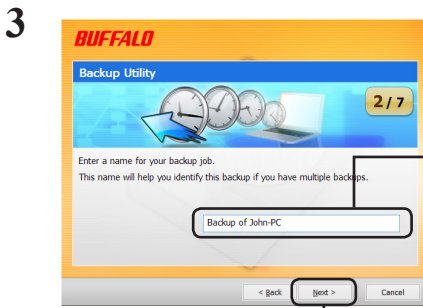 3
BUFFALO
Backup Utility
2 / 7
Enter a name for your backup job.
This name will help you identify this backup if you have multiple backups.
Backup of John-PC
< Back Next > Cancel